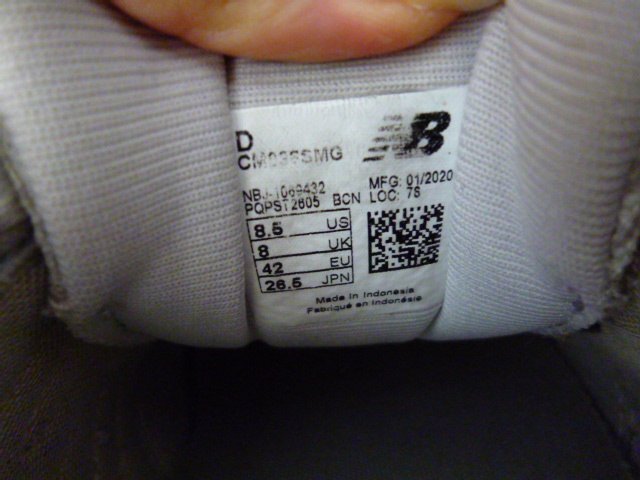 D
NB
CM996SMG
NBJ-1069432
MFG: 01/2020
PQPST2605 BCN
LOC: 7S
8.5 US
8 UK
42 EU
26.5 JPN
Made in Indonesia
Fabriqué en Indonésie